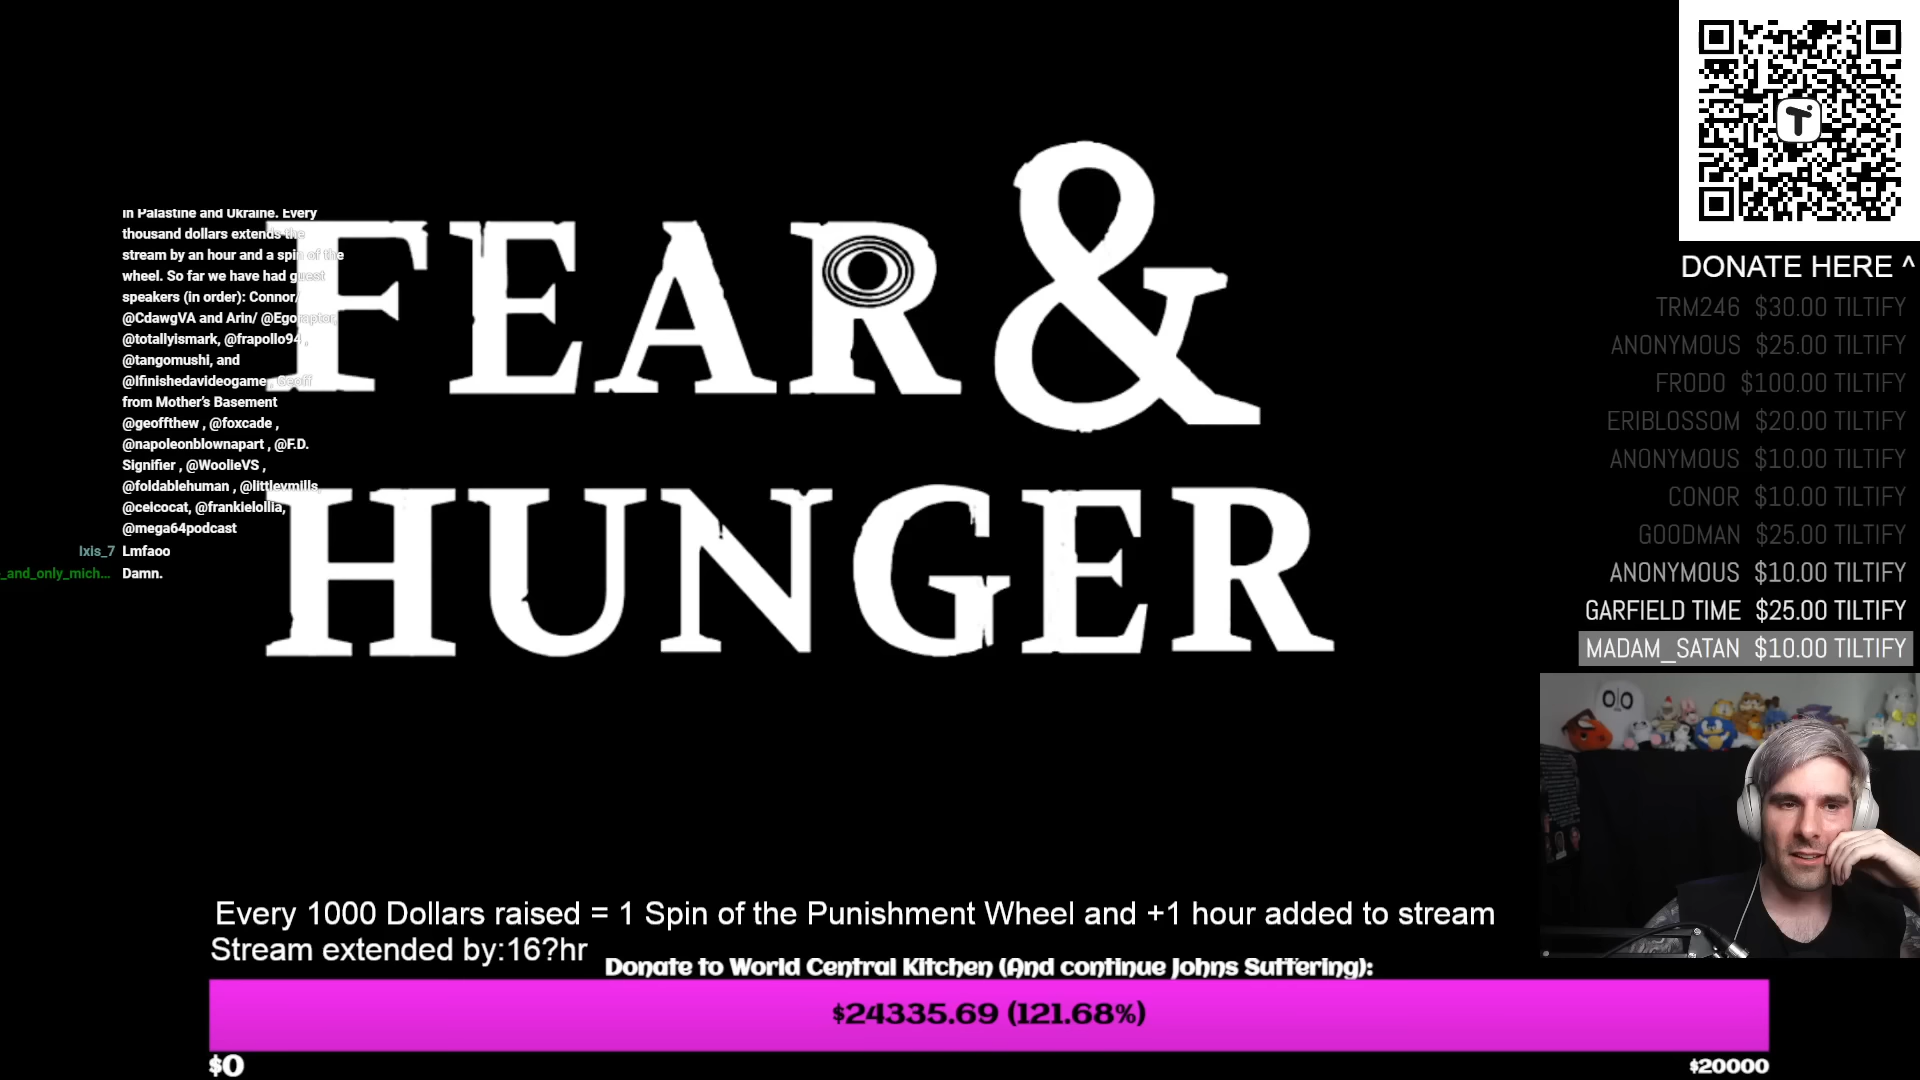 in Palastine and Ukraine. Every
thousand dollars extends the
stream by an hour and a spin of the
wheel. So far we have had guest
speakers (in order): Connor/
@CdawgVA and Arin/ @Egoraptor,
@totallyismark, @frapollo94 ,
@tangomushi, and
@Ifinishedavideogame , Geoff
from Mother's Basement
@geoffthew , @foxcade ,
@napoleonblownapart , @F.D.
Signifier , @WoolieVS ,
@foldablehuman , @littlevmills,
@ceicocat, @frankielollia,
@mega64podcast
Ixis_7 Lmfaoo
_and_only_mich... Damn.
FEAR &
HUNGER
T
DONATE HERE ^
TRM246 $30.00 TILTIFY
ANONYMOUS $25.00 TILTIFY
FRODO $100.00 TILTIFY
ERIBLOSSOM $20.00 TILTIFY
ANONYMOUS $10.00 TILTIFY
CONOR $10.00 TILTIFY
GOODMAN $25.00 TILTIFY
ANONYMOUS $10.00 TILTIFY
GARFIELD TIME $25.00 TILTIFY
MADAM_SATAN $10.00 TILTIFY
Every 1000 Dollars raised = 1 Spin of the Punishment Wheel and +1 hour added to stream
Stream extended by:16?hr
Donate to World Central Kitchen (And continue Johns Suffering):
$24335.69 (121.68%)
$0
$20000